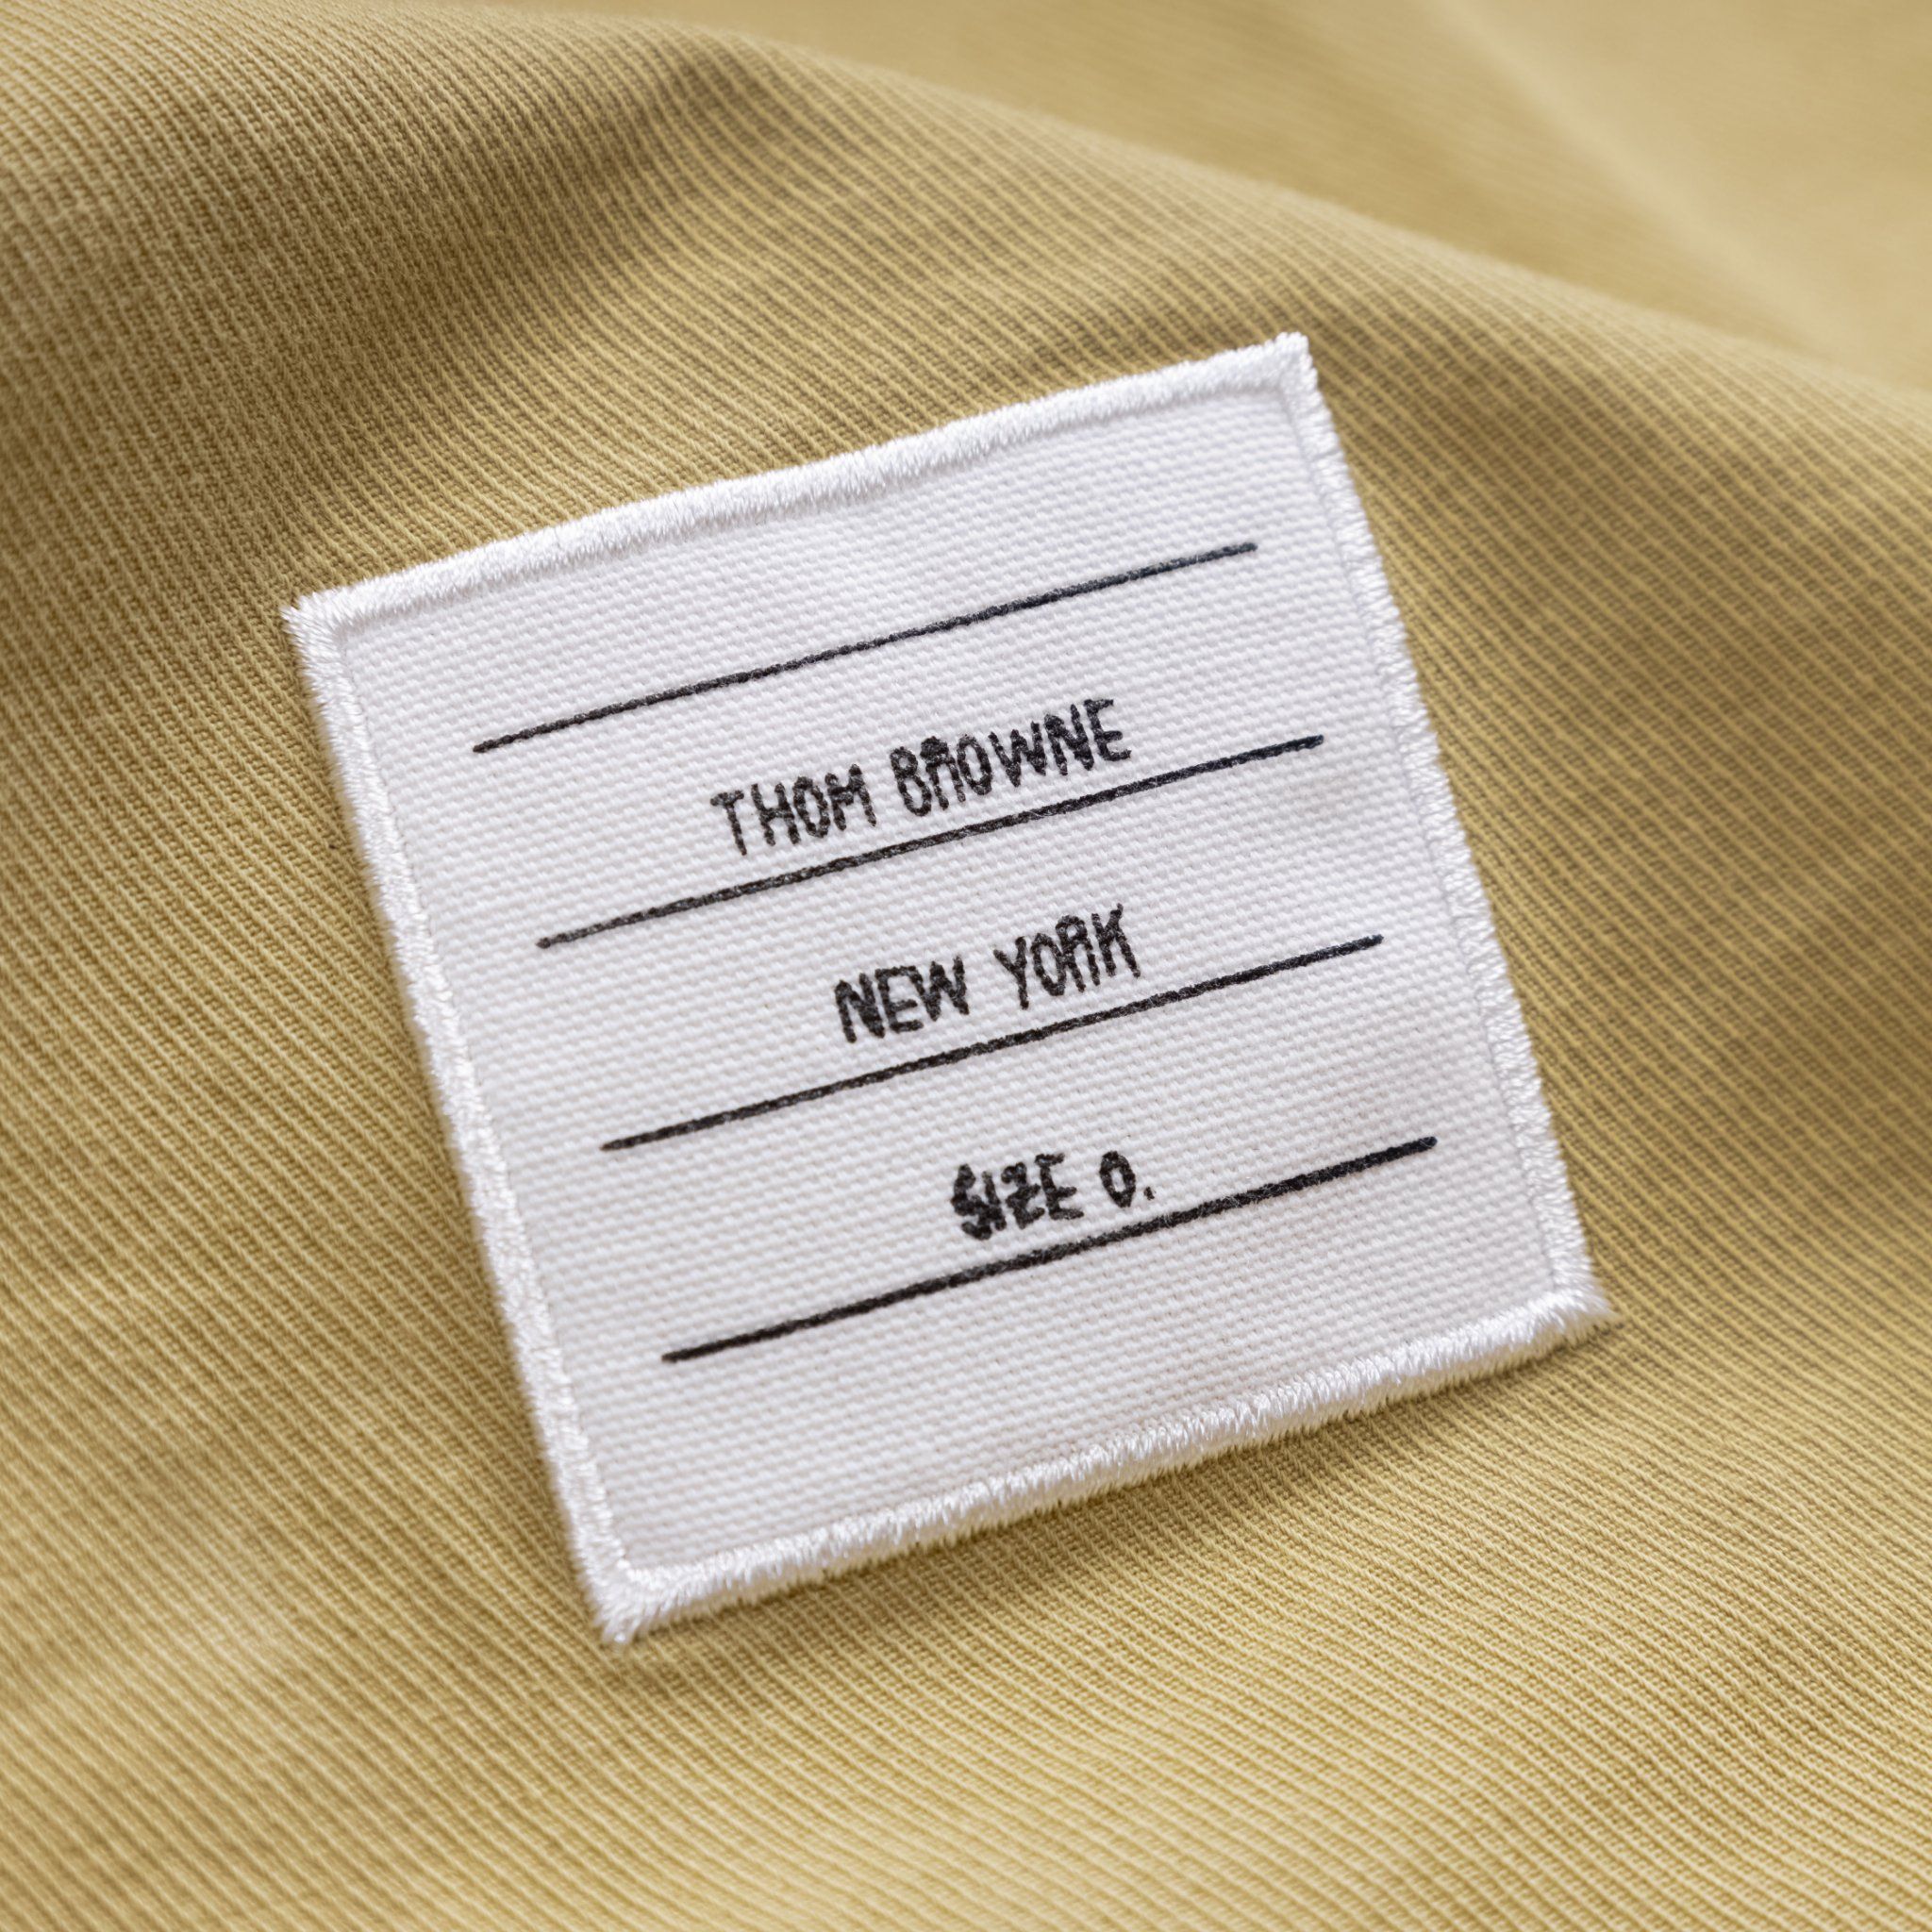 THOM BROWNE
NEW YORK
SIZE 0.